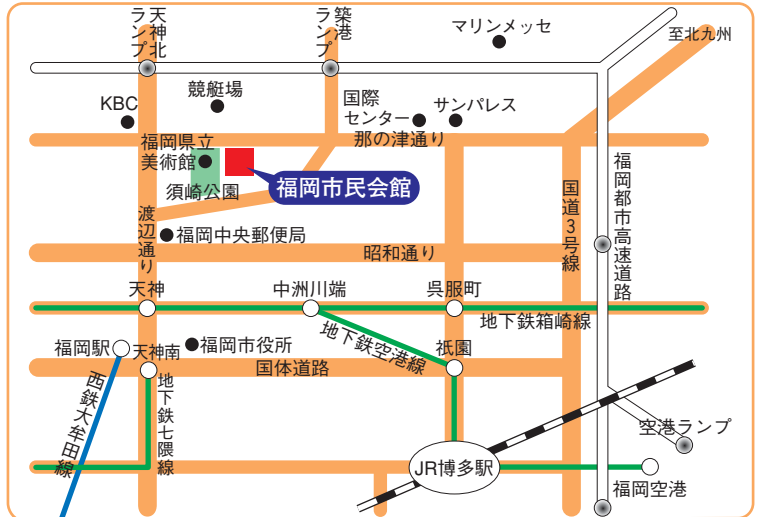 天神北
ランプ
築港
ランプ
マリンメッセ
至北九州
KBC
競艇場
国際
センター
サンパレス
那の津通り
福岡県立
美術館
須崎公園
福岡市民会館
渡辺通り
福岡中央郵便局
昭和通り
国道3号線
福岡都市高速道路
天神
中洲川端
呉服町
地下鉄箱崎線
地下鉄空港線
福岡駅
天神南
福岡市役所
国体道路
祇園
西鉄大牟田線
地下鉄七隈線
JR博多駅
空港ランプ
福岡空港